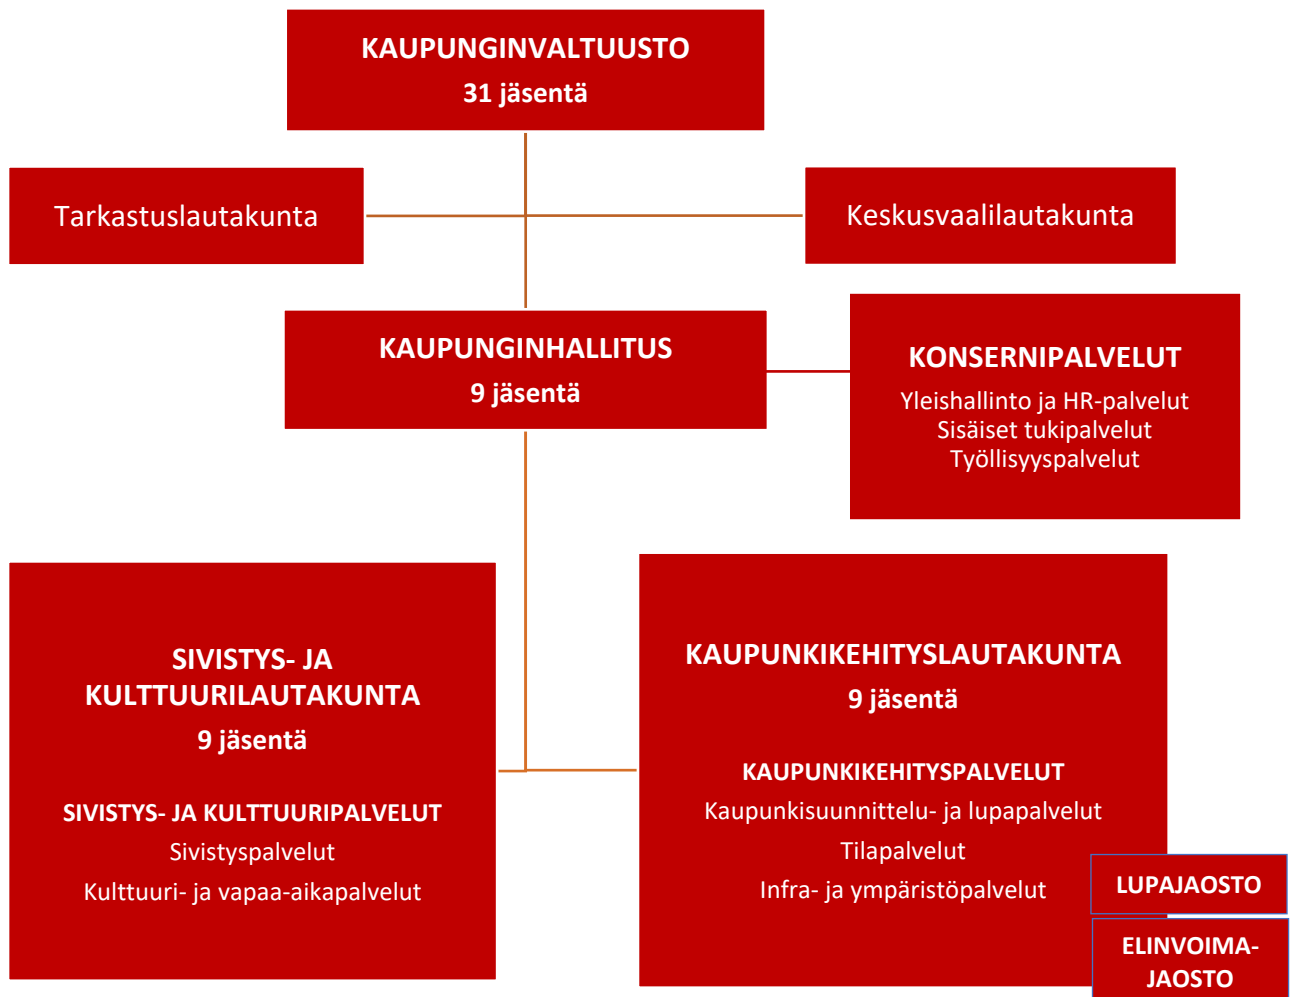 KAUPUNGINVALTUUSTO
31 jäsentä
Tarkastuslautakunta
Keskusvaalilautakunta
KAUPUNGINHALLITUS
9 jäsentä
KONSERNIPALVELUT
Yleishallinto ja HR-palvelut
Sisäiset tukipalvelut
Työllisyyspalvelut
SIVISTYS- JA
KULTTUURILAUTAKUNTA
9 jäsentä
SIVISTYS- JA KULTTUURIPALVELUT
Sivistyspalvelut
Kulttuuri- ja vapaa-aikapalvelut
KAUPUNKIKEHITYSLAUTAKUNTA
9 jäsentä
KAUPUNKIKEHITYSPALVELUT
Kaupunkisuunnittelu- ja lupapalvelut
Tilapalvelut
Infra- ja ympäristöpalvelut
LUPAJAOSTO
ELINVOIMA-
JAOSTO